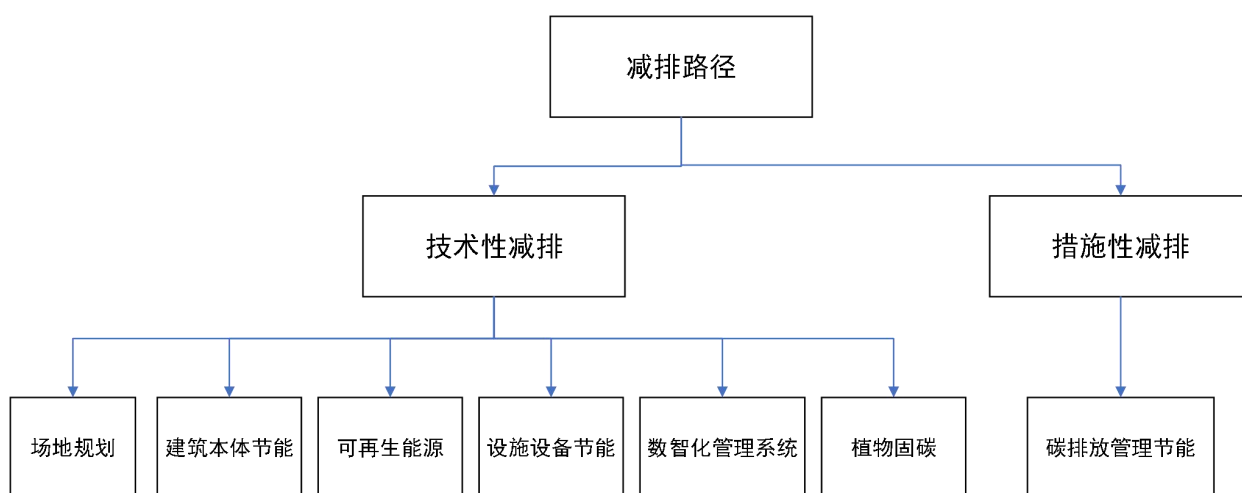 减排路径
技术性减排
措施性减排
场地规划
建筑本体节能
可再生能源
设施设备节能
数智化管理系统
植物固碳
碳排放管理节能